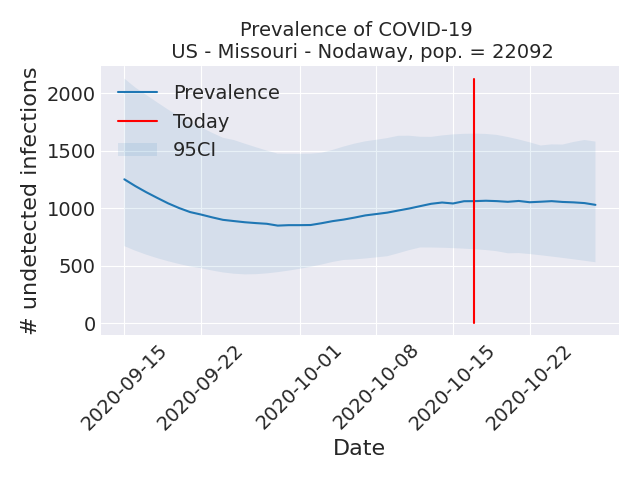 Prevalence of COVID-19
US - Missouri - Nodaway, pop. = 22092
# undetected infections
2000
1500
1000
500
0
Prevalence
Today
95CI
2020-09-15
2020-09-22
2020-10-01
2020-10-08
2020-10-15
2020-10-22
Date